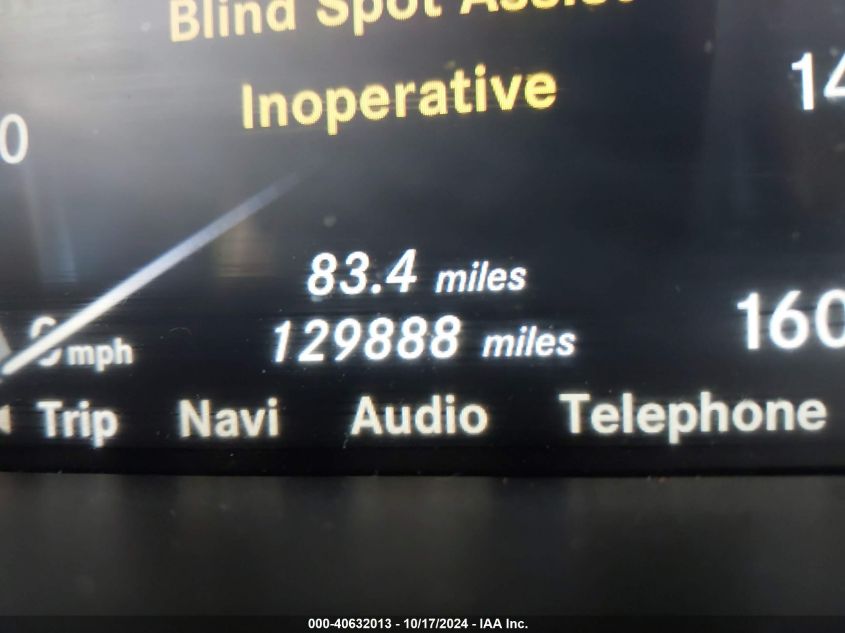 Blind Spot Assist
Inoperative
14
0
83.4 miles
129888 miles
160
mph
Trip Navi Audio Telephone
000-40632013 - 10/17/2024 - IAA Inc.